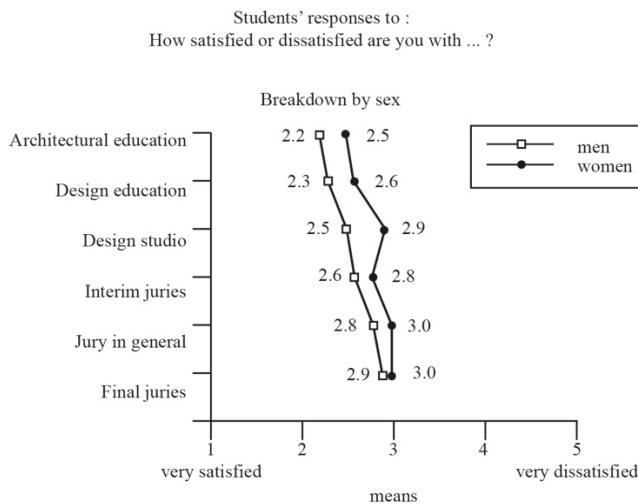 Students' responses to :
How satisfied or dissatisfied are you with ... ?
Breakdown by sex
Architectural education 2.2 2.5
men
women
Design education 2.3 2.6
Design studio 2.5 2.9
Interim juries 2.6 2.8
Jury in general 2.8 3.0
Final juries 2.9 3.0
1 2 3 4 5
very satisfied very dissatisfied
means